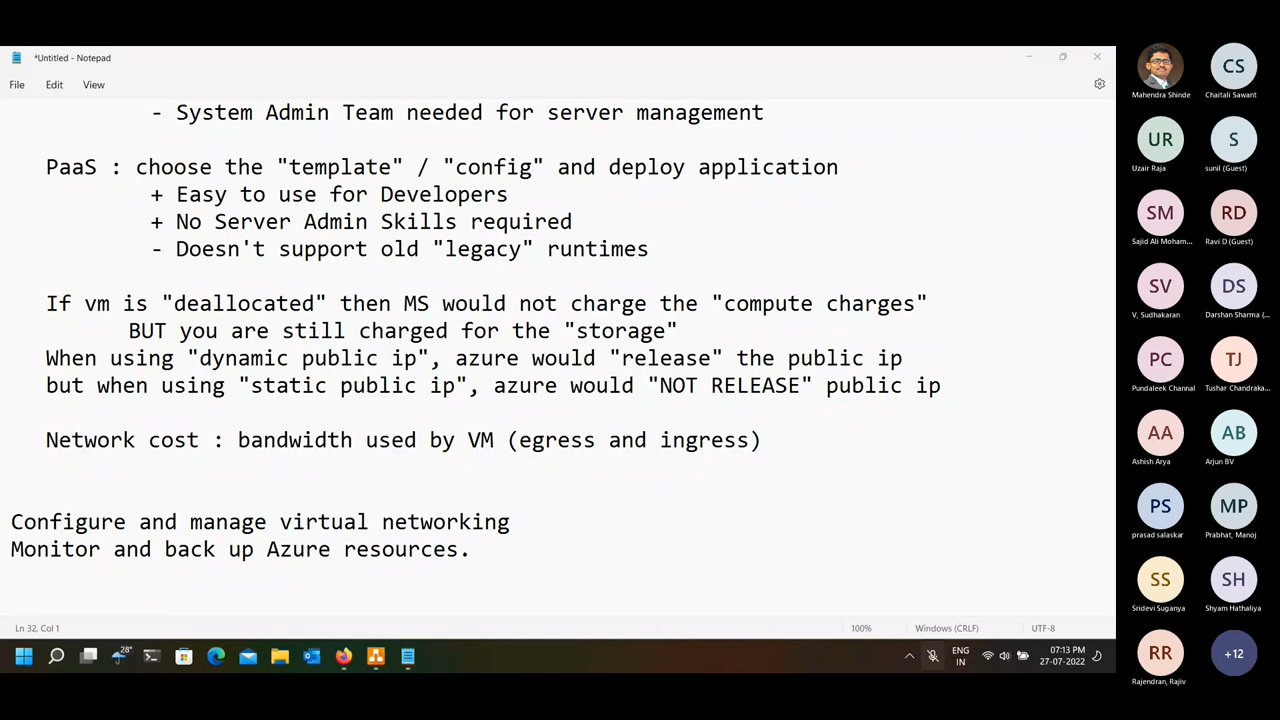 *Untitled - Notepad
File Edit View
- System Admin Team needed for server management
PaaS : choose the "template" / "config" and deploy application
+ Easy to use for Developers
+ No Server Admin Skills required
- Doesn't support old "legacy" runtimes
If vm is "deallocated" then MS would not charge the "compute charges"
BUT you are still charged for the "storage"
When using "dynamic public ip", azure would "release" the public ip
but when using "static public ip", azure would "NOT RELEASE" public ip
Network cost : bandwidth used by VM (egress and ingress)
Configure and manage virtual networking
Monitor and back up Azure resources.
Ln 32, Col 1 100% Windows (CRLF) UTF-8
28°
ENG
IN
07:13 PM
27-07-2022
Mahendra Shinde
CS
Chaitali Sawant
UR
Uzair Raja
S
sunil (Guest)
SM
Sajid Ali Moham...
RD
Ravi D (Guest)
SV
V, Sudhakaran
DS
Darshan Sharma (...
PC
Pundaleek Channal
TJ
Tushar Chandraka...
AA
Ashish Arya
AB
Arjun BV
PS
prasad salaskar
MP
Prabhat, Manoj
SS
Sridevi Suganya
SH
Shyam Hathaliya
RR
Rajendran, Rajiv
+12